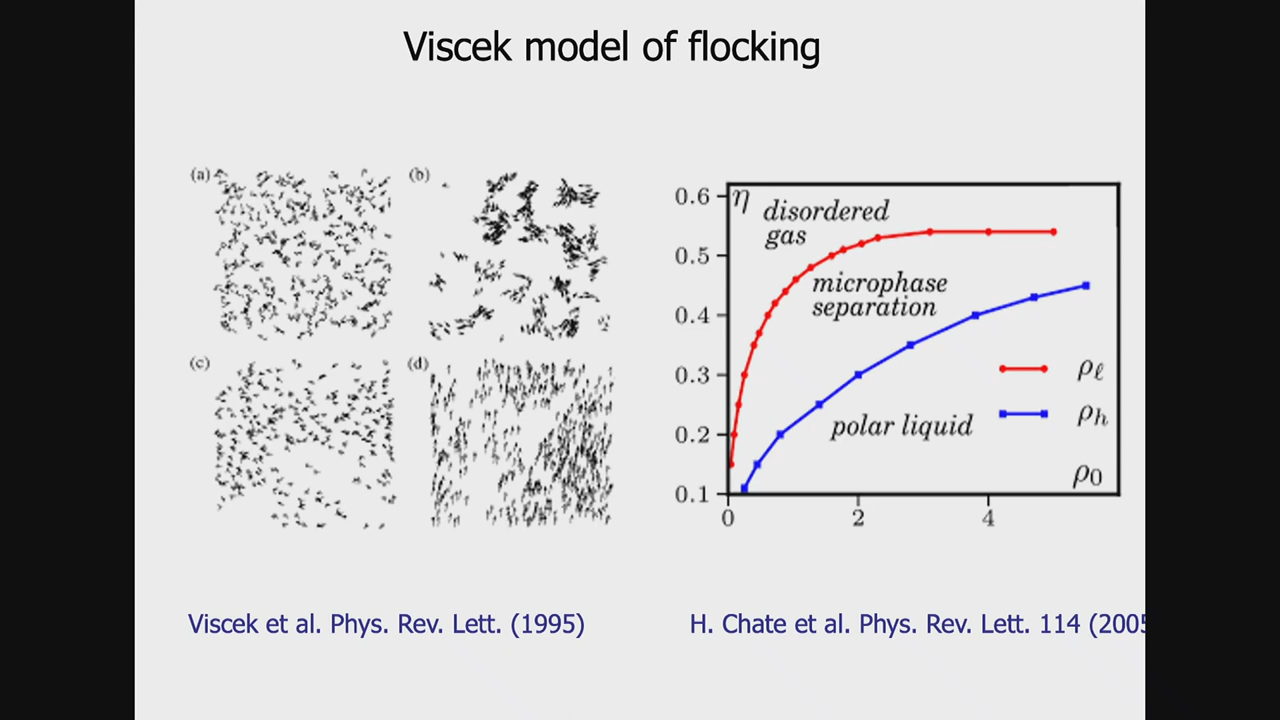 Viscek model of flocking
(a)
(b)
(c)
(d)
0.6
0.5
0.4
0.3
0.2
0.1
η
disordered
gas
microphase
separation
polar liquid
ρℓ
ρh
ρ0
0
2
4
Viscek et al. Phys. Rev. Lett. (1995)
H. Chate et al. Phys. Rev. Lett. 114 (2005